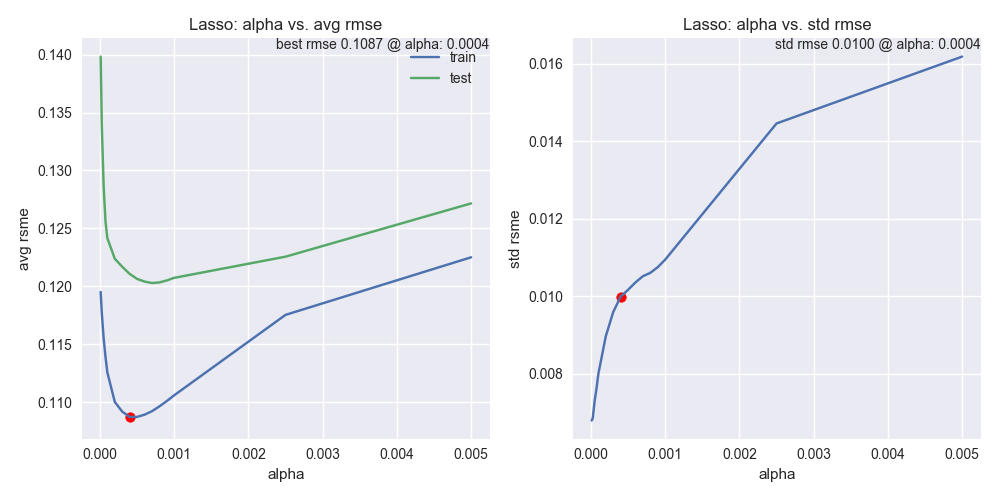 Lasso: alpha vs. avg rmse
best rmse 0.1087 @ alpha: 0.0004
train
test
avg rsme
0.140
0.135
0.130
0.125
0.120
0.115
0.110
0.000
0.001
0.002
0.003
0.004
0.005
alpha
Lasso: alpha vs. std rmse
std rmse 0.0100 @ alpha: 0.0004
std rsme
0.016
0.014
0.012
0.010
0.008
0.000
0.001
0.002
0.003
0.004
0.005
alpha